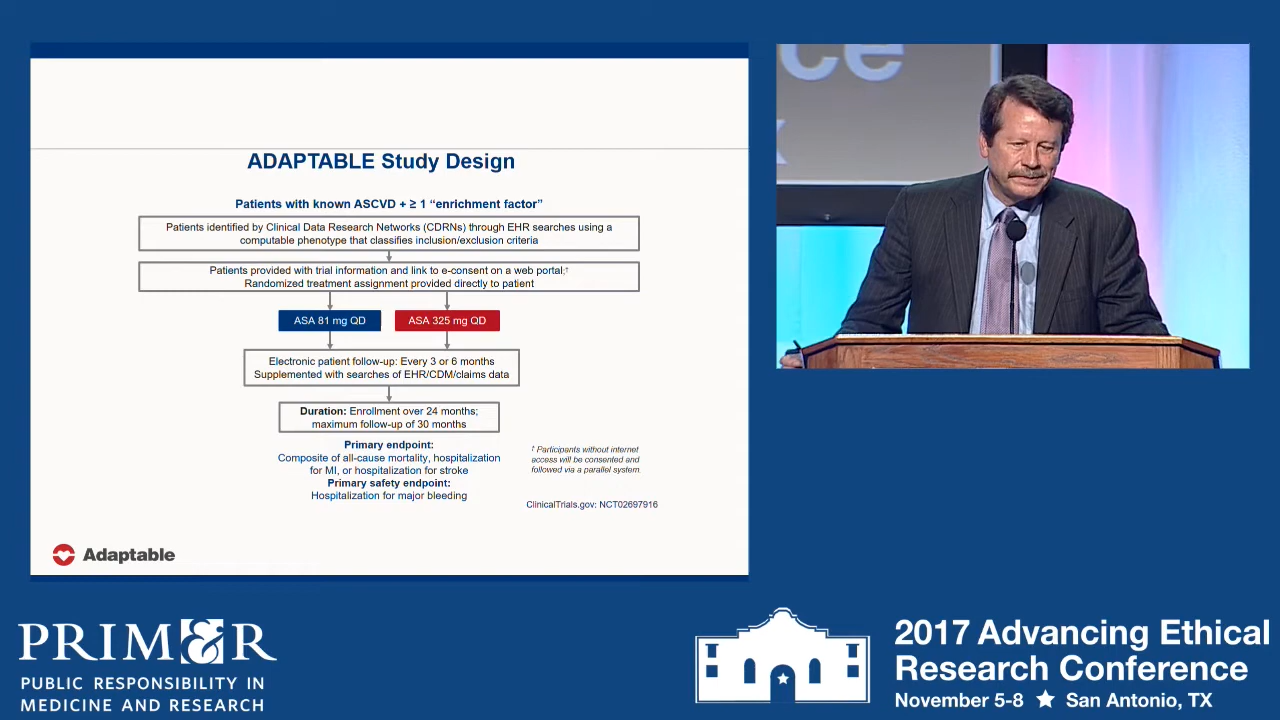 ADAPTABLE Study Design
Patients with known ASCVD + ≥ 1 “enrichment factor”
Patients identified by Clinical Data Research Networks (CDRNs) through EHR searches using a
computable phenotype that classifies inclusion/exclusion criteria
Patients provided with trial information and link to e-consent on a web portal;†
Randomized treatment assignment provided directly to patient
ASA 81 mg QD
ASA 325 mg QD
Electronic patient follow-up: Every 3 or 6 months
Supplemented with searches of EHR/CDM/claims data
Duration: Enrollment over 24 months;
maximum follow-up of 30 months
Primary endpoint:
Composite of all-cause mortality, hospitalization
for MI, or hospitalization for stroke
Primary safety endpoint:
Hospitalization for major bleeding
† Participants without internet
access will be consented and
followed via a parallel system.
ClinicalTrials.gov: NCT02697916
Adaptable
ce
PRIM&R
PUBLIC RESPONSIBILITY IN
MEDICINE AND RESEARCH
2017 Advancing Ethical
Research Conference
November 5-8 ★ San Antonio, TX